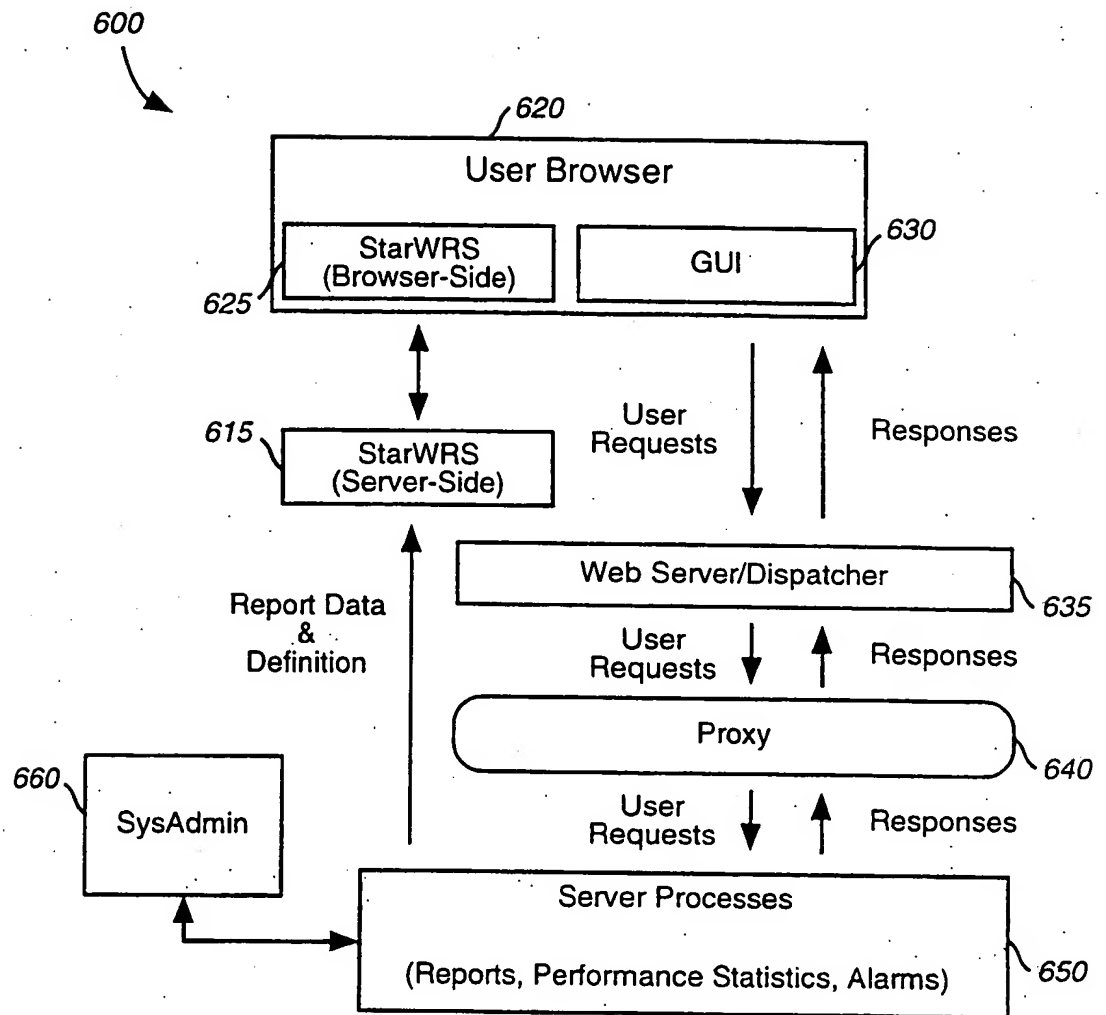 600
620
User Browser
StarWRS
(Browser-Side)
GUI
630
625
615
StarWRS
(Server-Side)
User
Requests
Responses
Web Server/Dispatcher
635
Report Data
&
Definition
User
Requests
Responses
Proxy
640
660
SysAdmin
User
Requests
Responses
Server Processes
(Reports, Performance Statistics, Alarms)
650